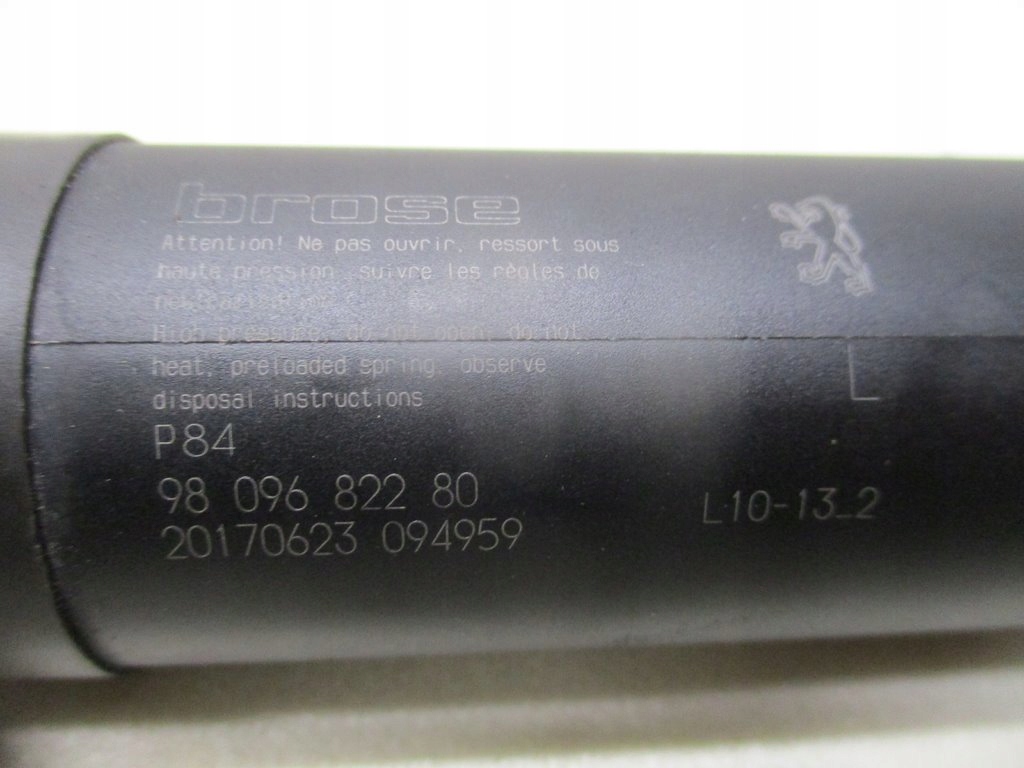 brose
Attention! Ne pas ouvrir, ressort sous
haute pression, suivre les règles de
neutralisation
High pressure, do not open, do not
heat, preloaded spring, observe
disposal instructions
L
P84
98 096 822 80
20170623 094959
L10-13_2